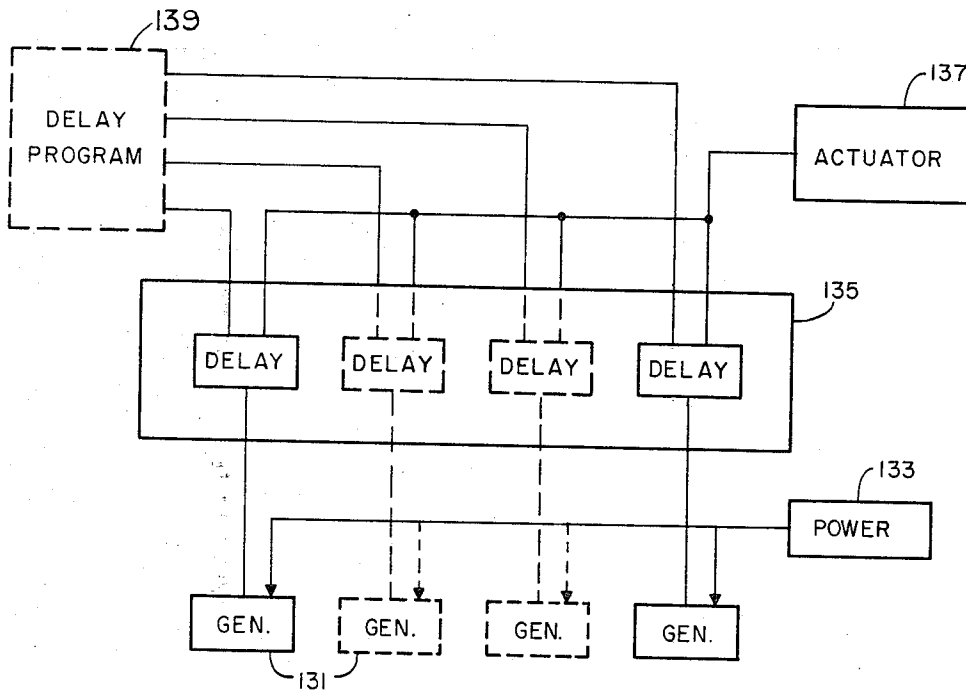 139
DELAY
PROGRAM
137
ACTUATOR
135
DELAY
DELAY
DELAY
DELAY
133
POWER
GEN.
GEN.
GEN.
GEN.
131